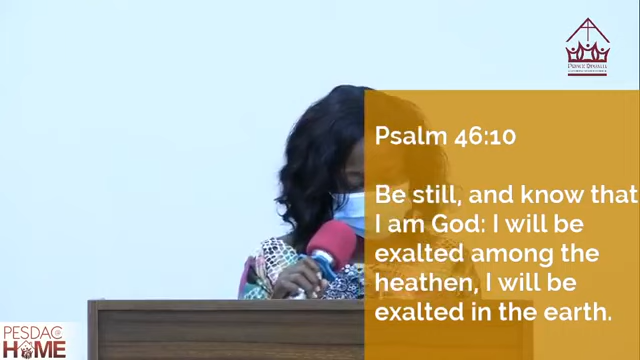 Psalm 46:10
Be still, and know that
I am God: I will be
exalted among the
heathen, I will be
exalted in the earth.
PESDAC @
HOME